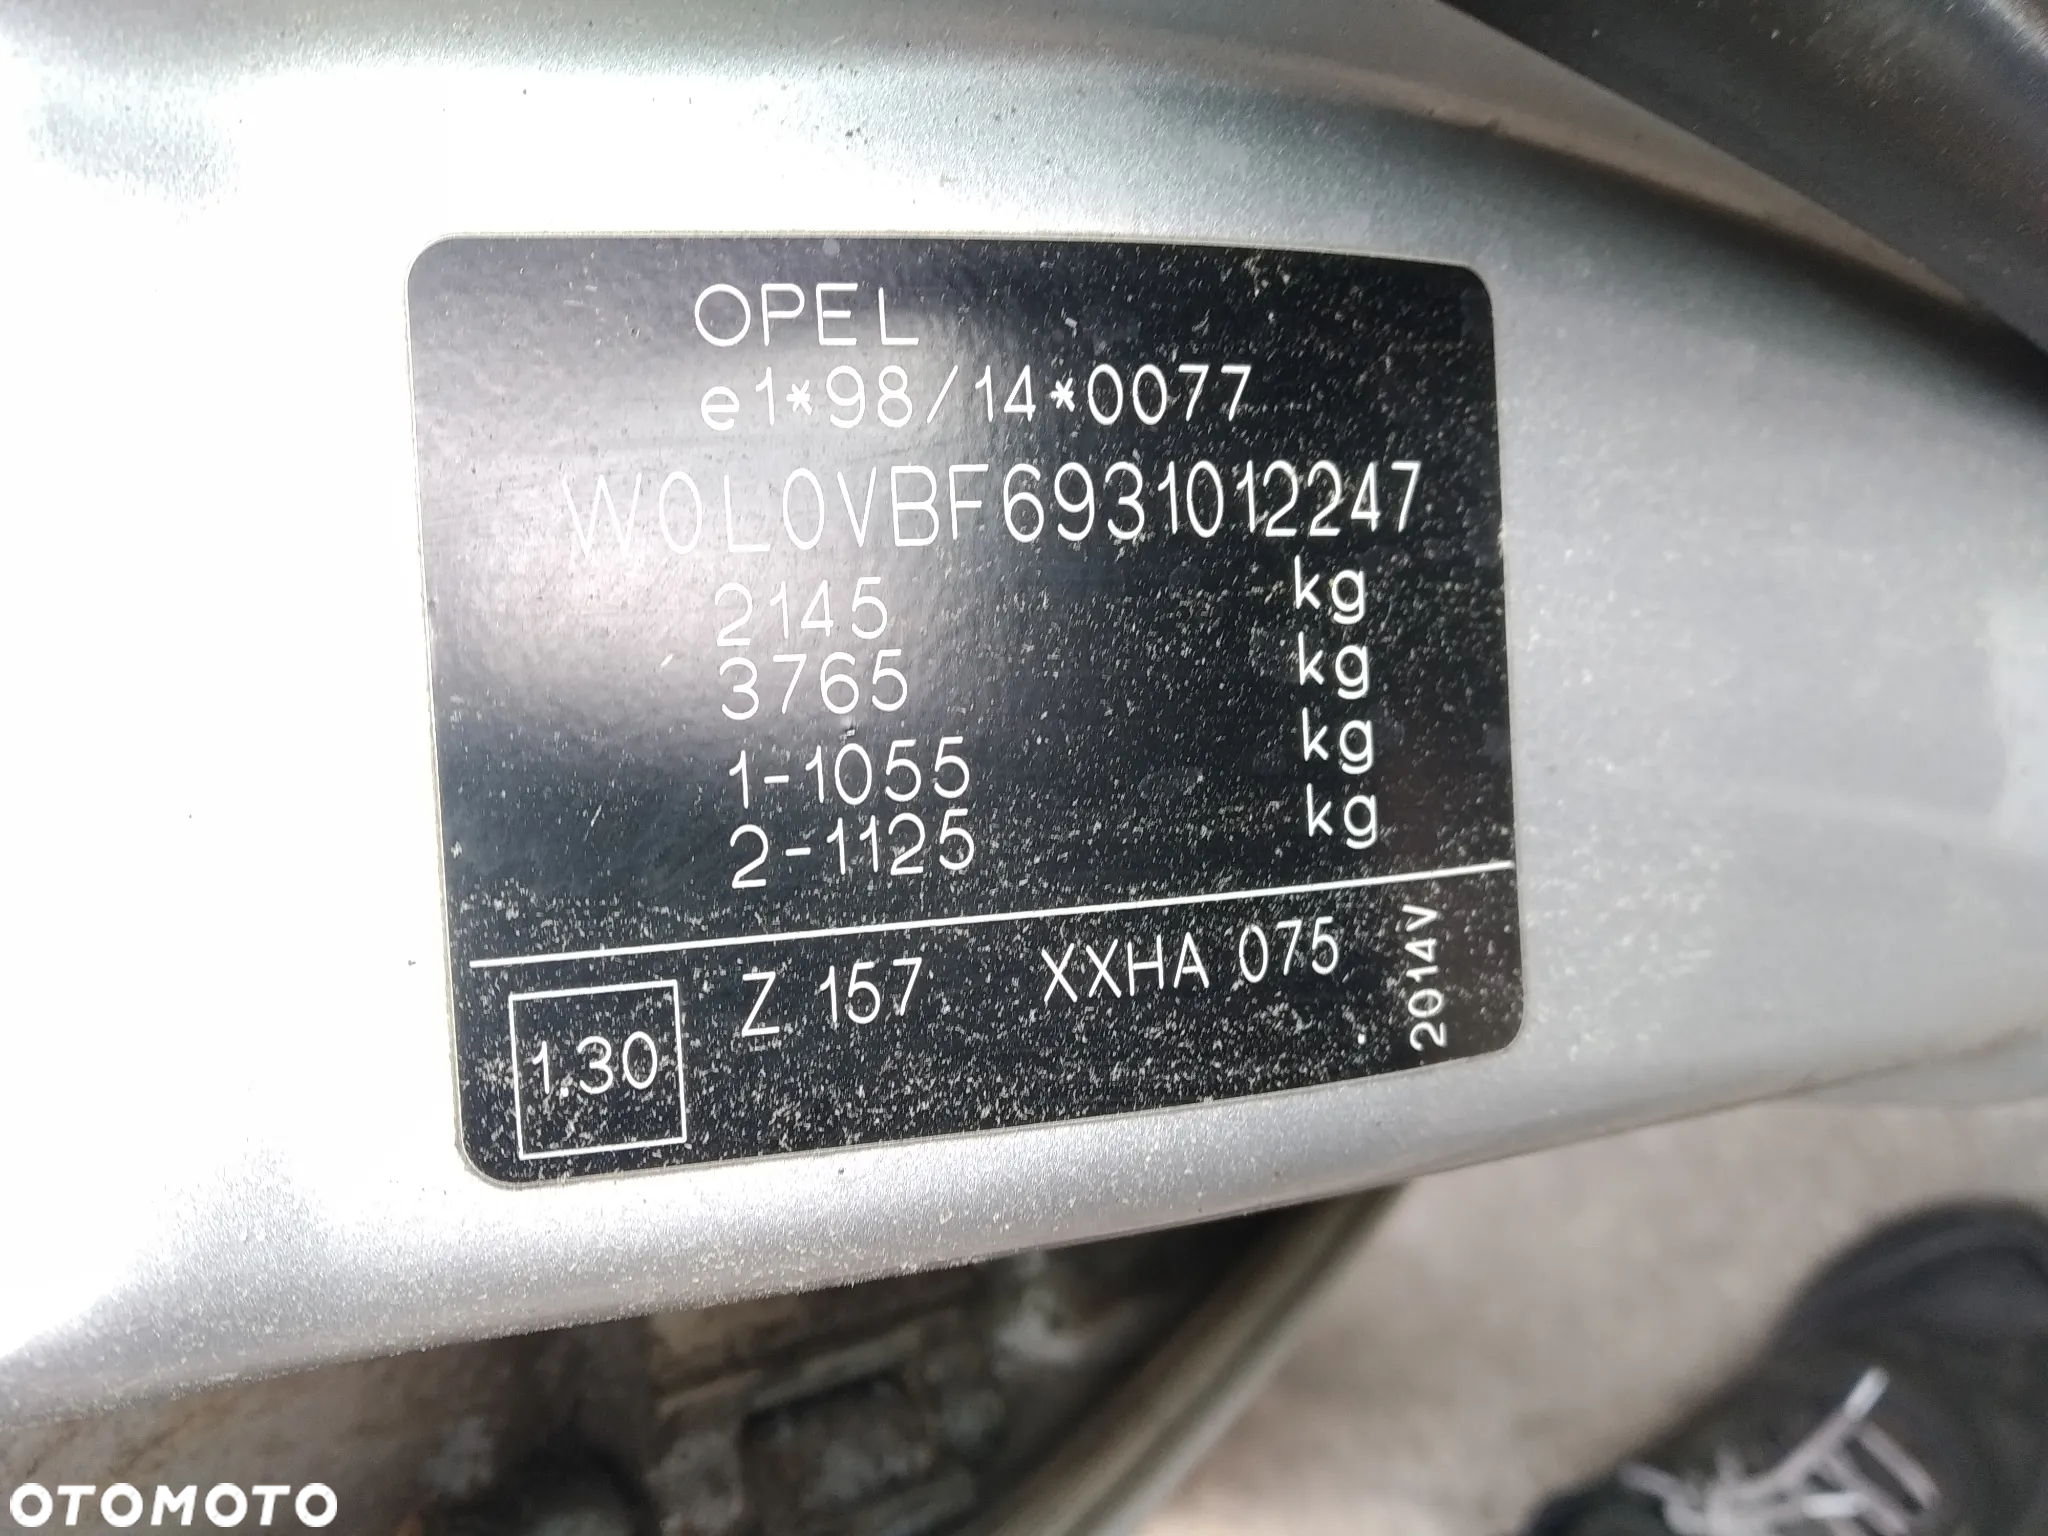 OPEL
e1*98/14*0077
W0L0VBF6931012247
2145 kg
3765 kg
1-1055 kg
2-1125 kg
1.30 Z 157 XXHA 075
2014V
OTOMOTO